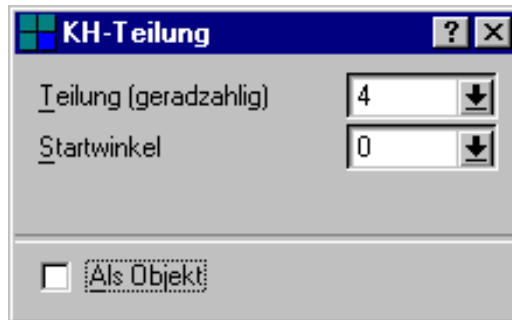 KH-Teilung
Teilung (geradzahlig) 4
Startwinkel 0
Als Objekt